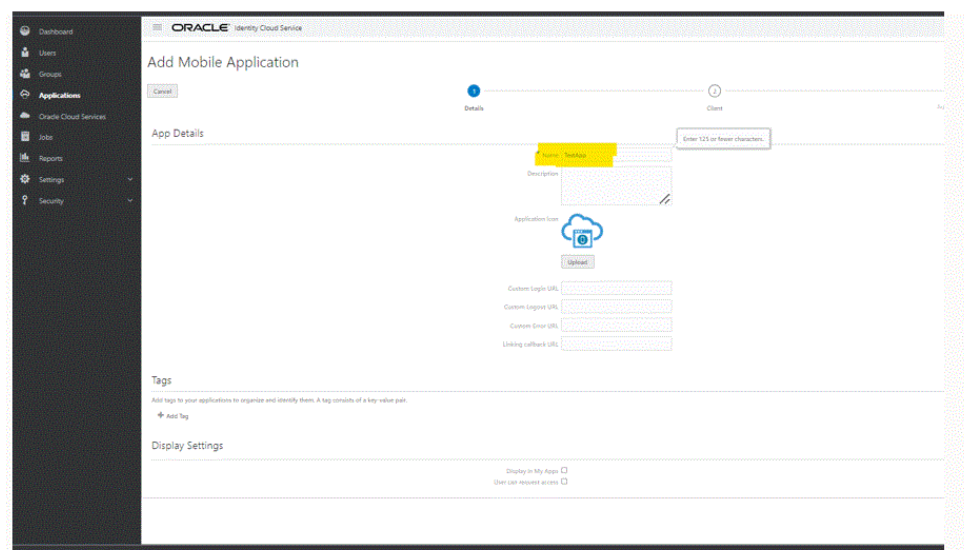 Dashboard
Users
Groups
Applications
Oracle Cloud Services
Jobs
Reports
Settings
Security
ORACLE Identity Cloud Service
Add Mobile Application
Cancel
1
Details
2
Client
Au
App Details
Enter 125 or fewer characters.
* Name TestApp
Description
Application Icon
Upload
Custom Login URL
Custom Logout URL
Custom Error URL
Linking callback URL
Tags
Add tags to your applications to organize and identify them. A tag consists of a key-value pair.
+ Add Tag
Display Settings
Display in My Apps
User can request access